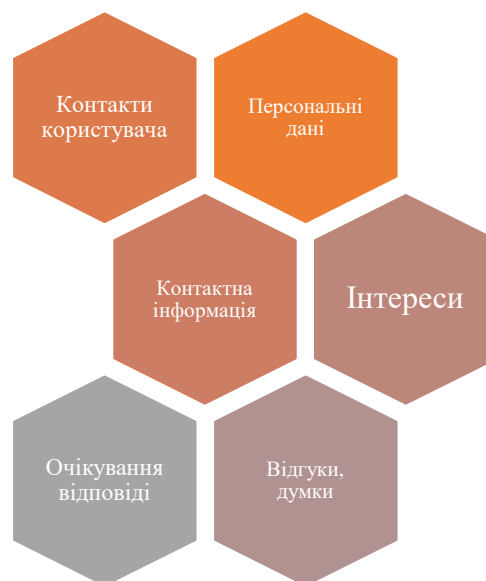 Контакти
користувача
Персональні
дані
Контактна
інформація
Інтереси
Очікування
відповіді
Відгуки,
думки